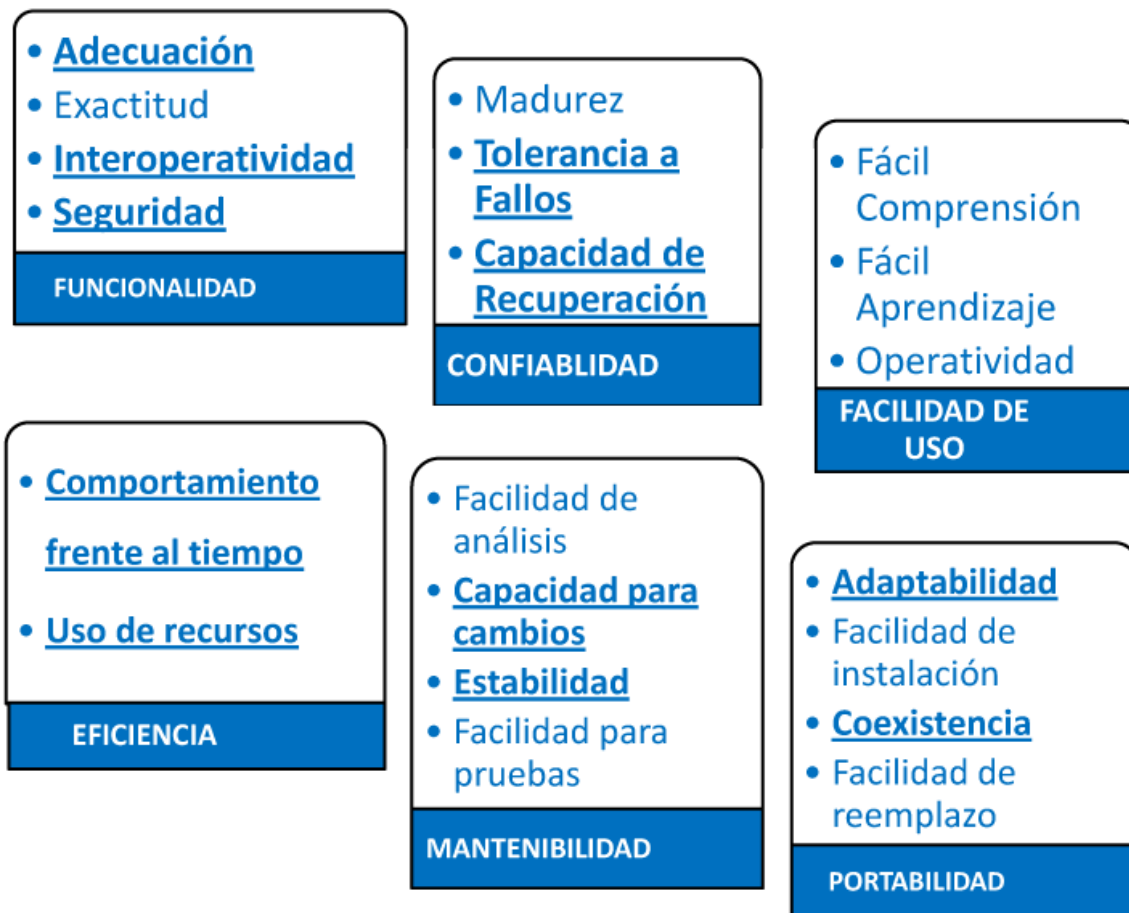 • Adecuación
• Exactitud
• Interoperatividad
• Seguridad
FUNCIONALIDAD
• Madurez
• Tolerancia a
Fallos
• Capacidad de
Recuperación
CONFIABLIDAD
• Fácil
Comprensión
• Fácil
Aprendizaje
• Operatividad
FACILIDAD DE
USO
• Comportamiento
frente al tiempo
• Uso de recursos
EFICIENCIA
• Facilidad de
análisis
• Capacidad para
cambios
• Estabilidad
• Facilidad para
pruebas
MANTENIBILIDAD
• Adaptabilidad
• Facilidad de
instalación
• Coexistencia
• Facilidad de
reemplazo
PORTABILIDAD